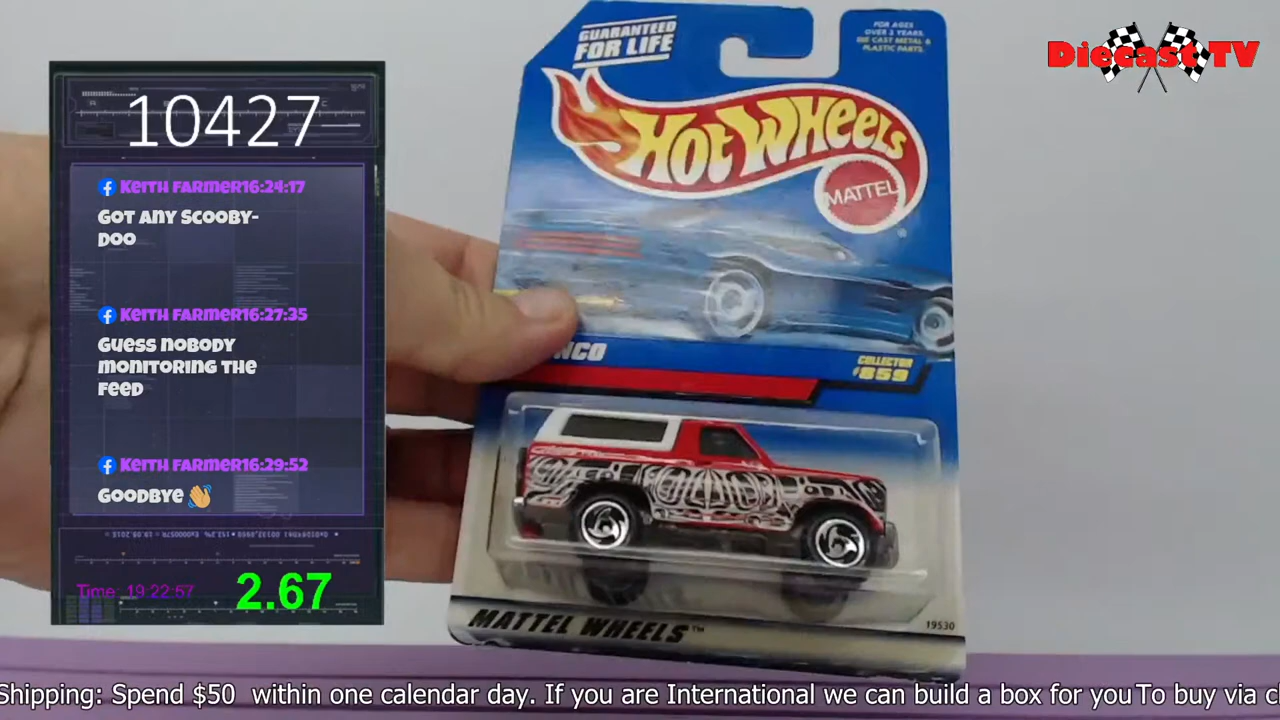 10427
Keith Farmer16:24:17
Got any Scooby-
Doo
Keith Farmer16:27:35
Guess nobody
monitoring the
feed
Keith Farmer16:29:52
Goodbye 👋
Time: 19:22:57
2.67
GUARANTEED
FOR LIFE
FOR AGES
OVER 3 YEARS.
DIE CAST METAL &
PLASTIC PARTS.
Hot Wheels
MATTEL
®
NCO
COLLECTOR
#859
MATTEL WHEELS™
19530
Diecast TV
Shipping: Spend $50 within one calendar day. If you are International we can build a box for you To buy via